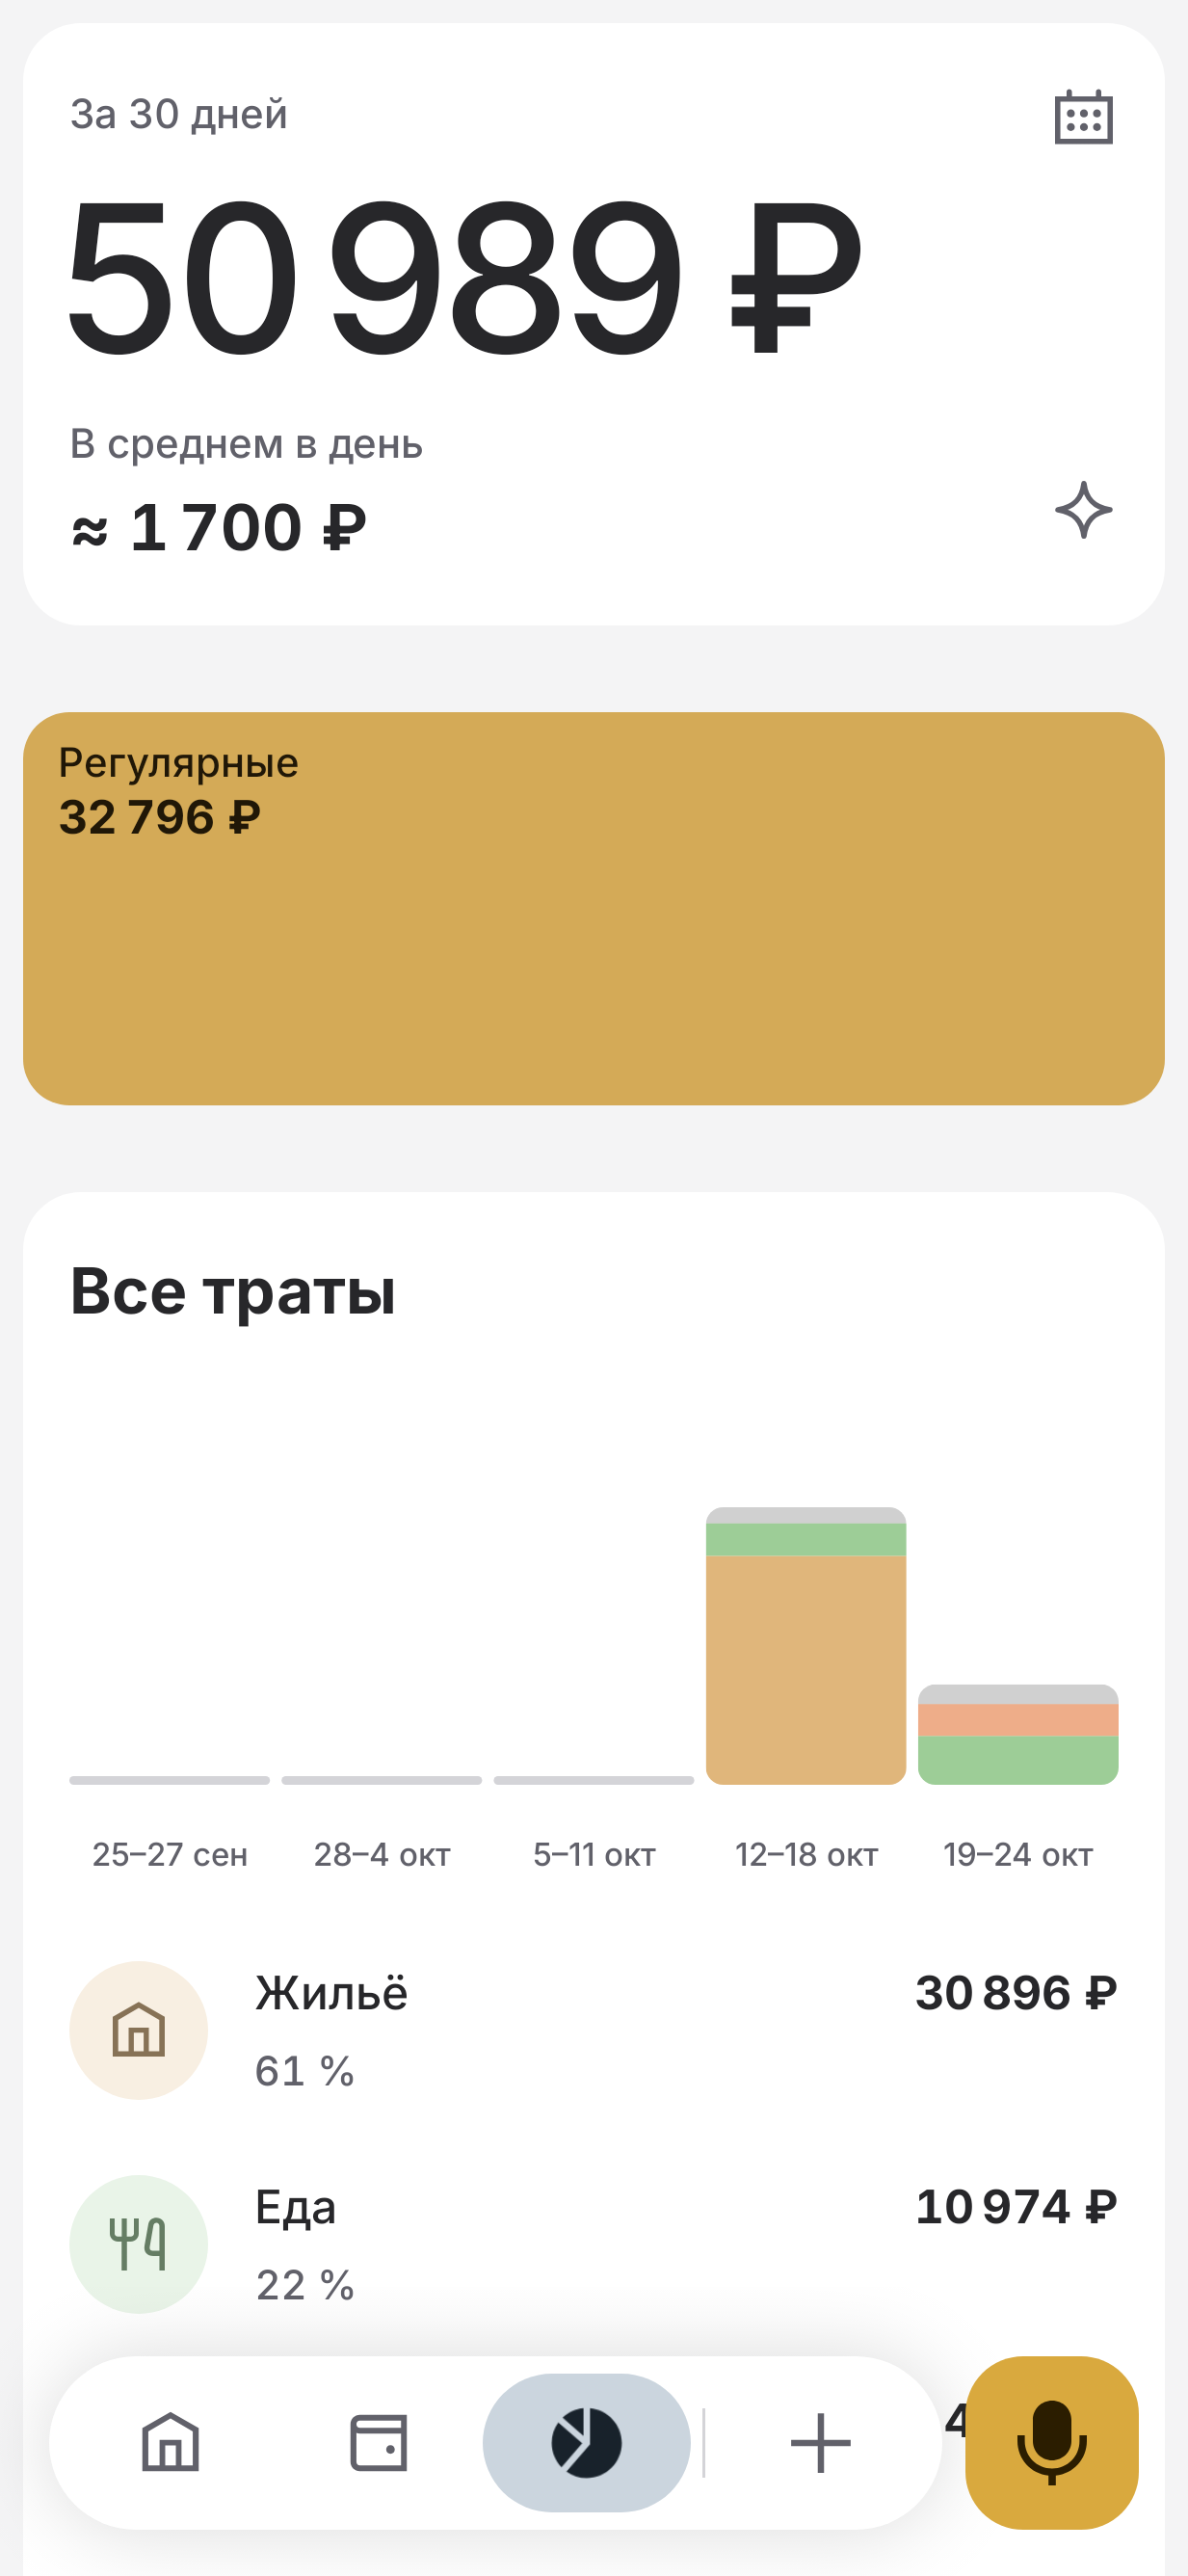 За 30 дней
50 989 ₽
В среднем в день
≈ 1 700 ₽
Регулярные
32 796 ₽
Все траты
25–27 сен
28–4 окт
5–11 окт
12–18 окт
19–24 окт
Жильё
30 896 ₽
61 %
Еда
10 974 ₽
22 %
4